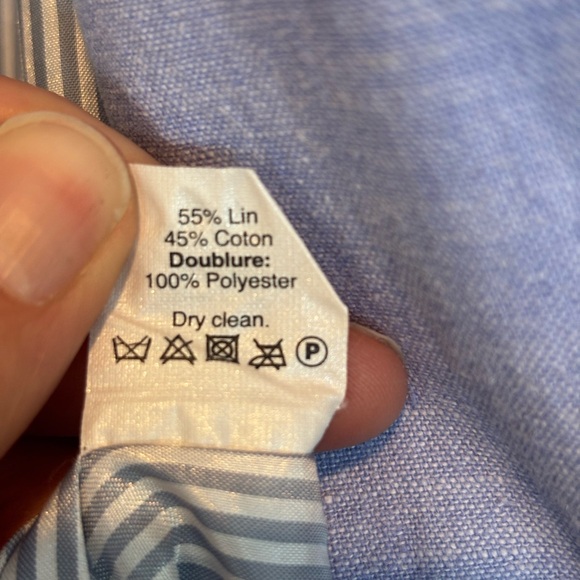 55% Lin
45% Coton
Doublure:
100% Polyester
Dry clean.
P